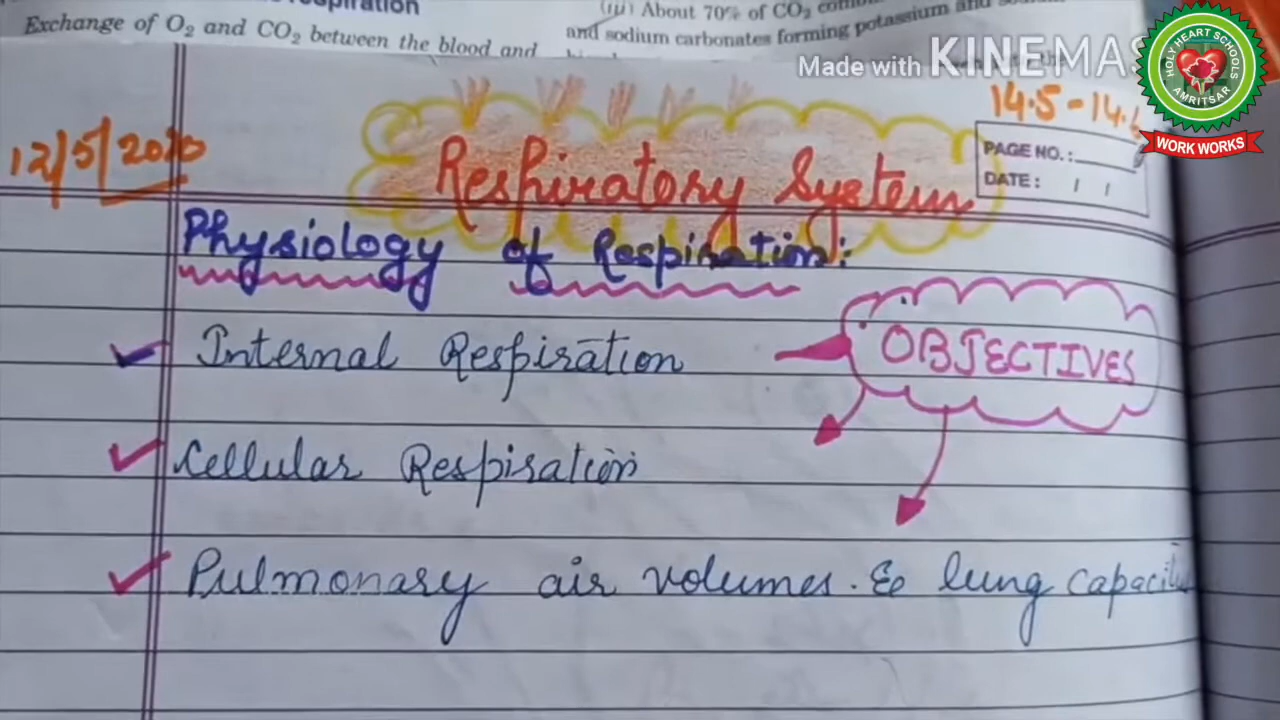 Exchange of O₂ and CO₂ between the blood and
(iii) About 70% of CO₂
and sodium carbonates forming potassium and
Made with KINEMAS
HOLY HEART SCHOOLS
AMRITSAR
WORK WORKS
12/5/2020
14.5-14.
Respiratory System
PAGE NO.:
DATE: / /
Physiology of Respiration:
Internal Respiration
OBJECTIVES
Cellular Respiration
Pulmonary air volumes. &
lung